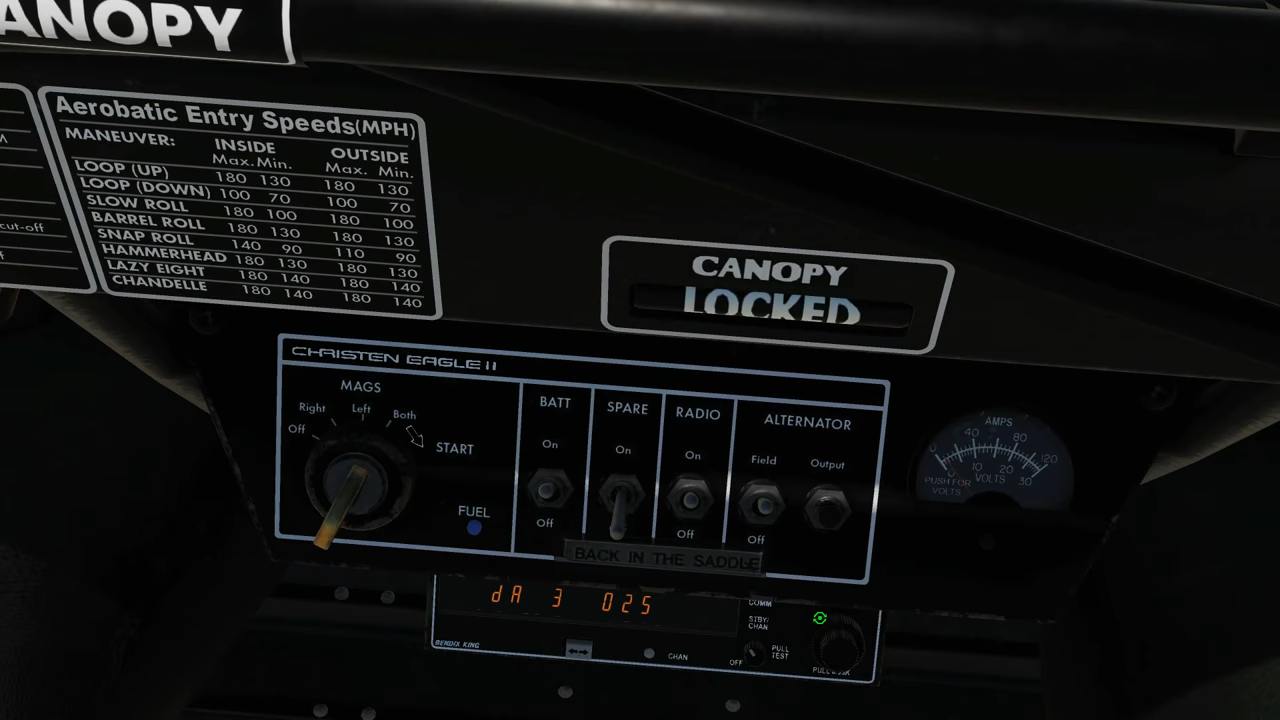 ANOPY
Aerobatic Entry Speeds(MPH)
MANEUVER: INSIDE OUTSIDE
Max. Min. Max. Min.
LOOP (UP) 180 130 180 130
LOOP (DOWN) 100 70 100 70
SLOW ROLL 180 100 180 100
BARREL ROLL 180 130 180 130
SNAP ROLL 140 90 110 90
HAMMERHEAD 180 130 180 130
LAZY EIGHT 180 140 180 140
CHANDELLE 180 140 180 140
cut-off
CANOPY
LOCKED
CHRISTEN EAGLE II
MAGS
Off Right Left Both
START
FUEL
BATT
On
Off
SPARE
On
RADIO
On
Off
ALTERNATOR
Field Output
Off
BACK IN THE SADDLE
AMPS
0 40 80 120
0 10 20 30
VOLTS
PUSH FOR
VOLTS
dA 3 025
COMM
STBY/
CHAN
BENDIX KING
CHAN
OFF
PULL
TEST